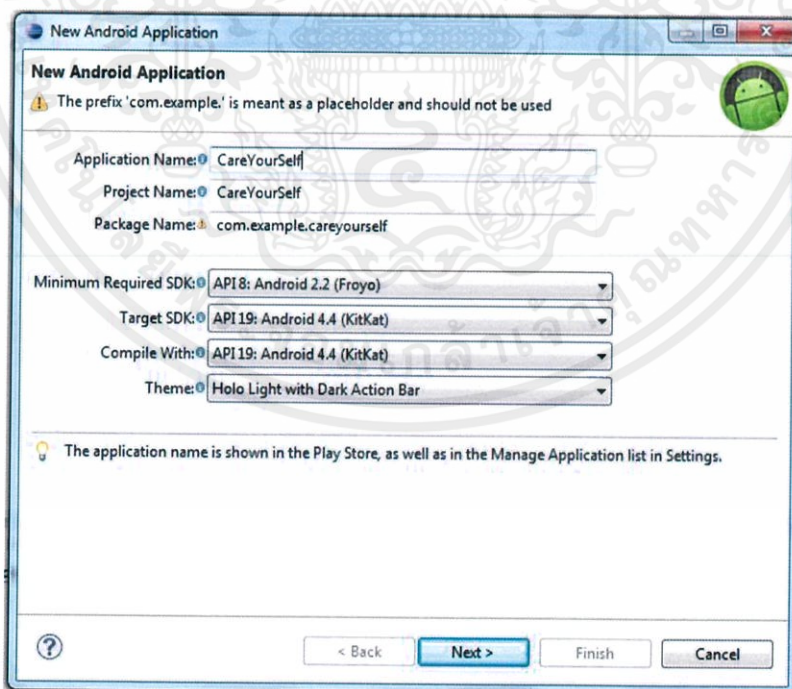 New Android Application
New Android Application
The prefix 'com.example.' is meant as a placeholder and should not be used
Application Name: CareYourSelf
Project Name: CareYourSelf
Package Name: com.example.careyourself
Minimum Required SDK: API 8: Android 2.2 (Froyo)
Target SDK: API 19: Android 4.4 (KitKat)
Compile With: API 19: Android 4.4 (KitKat)
Theme: Holo Light with Dark Action Bar
The application name is shown in the Play Store, as well as in the Manage Application list in Settings.
< Back Next > Finish Cancel